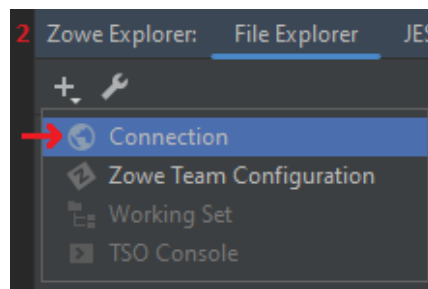 2 Zowe Explorer: File Explorer JES
Connection
Zowe Team Configuration
Working Set
TSO Console